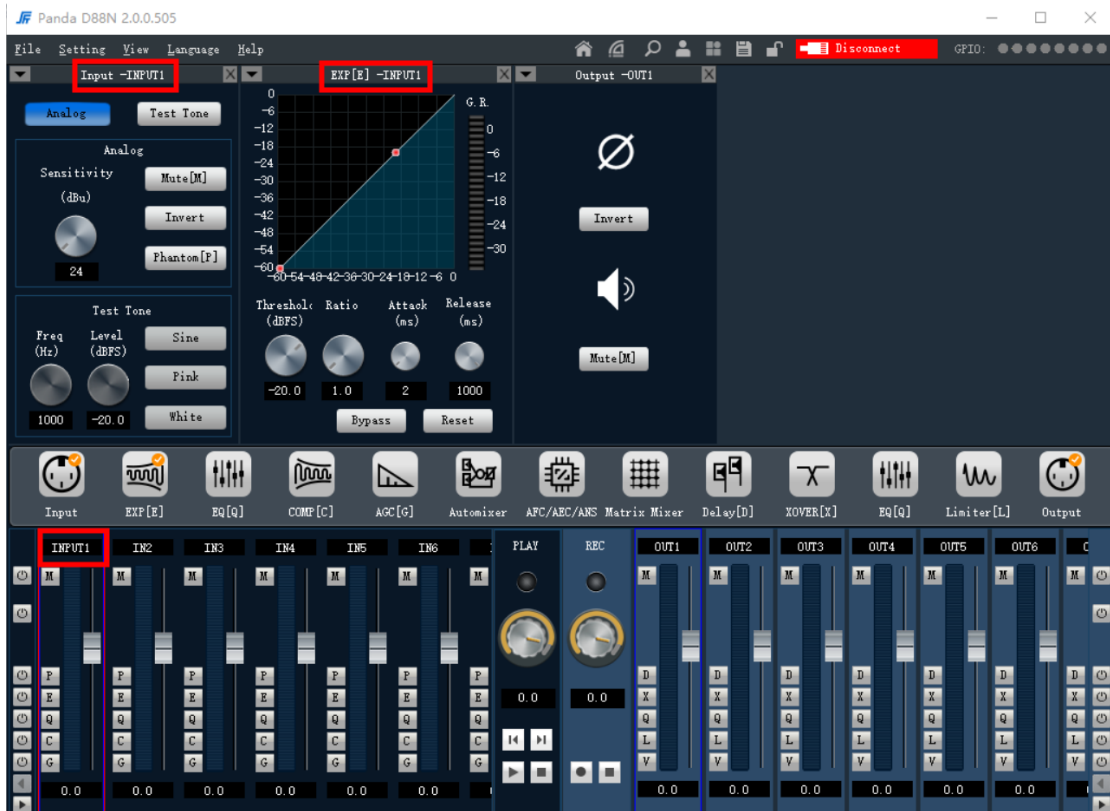 Panda D88N 2.0.0.505
File Setting View Language Help
Disconnect
GPIO:
Input -INPUT1
EXP[E] -INPUT1
Output -OUT1
Analog Test Tone
Analog
Sensitivity
(dBu)
24
Mute[M]
Invert
Phantom[P]
Test Tone
Freq
(Hz)
Level
(dBFS)
1000 -20.0
Sine
Pink
White
0
-6
-12
-18
-24
-30
-36
-42
-48
-54
-60
-60-54-48-42-36-30-24-18-12 -6 0
G.R.
0
-6
-12
-18
-24
-30
Threshol
(dBFS)
Ratio
Attack
(ms)
Release
(ms)
-20.0 1.0 2 1000
Bypass Reset
Invert
Mute[M]
Input EXP[E] EQ[Q] COMP[C] AGC[G] Automixer AFC/AEC/ANS Matrix Mixer Delay[D] XOVER[X] EQ[Q] Limiter[L] Output
INPUT1 IN2 IN3 IN4 IN5 IN6 PLAY REC OUT1 OUT2 OUT3 OUT4 OUT5 OUT6
M M M M M M M M M M M M M M
P P P P P P P D D D D D D D
E E E E E E E X X X X X X X
0.0 0.0
Q Q Q Q Q Q Q Q Q Q Q Q Q Q
C C C C C C C L L L L L L L
G G G G G G G V V V V V V V
0.0 0.0 0.0 0.0 0.0 0.0 0.0 0.0 0.0 0.0 0.0 0.0